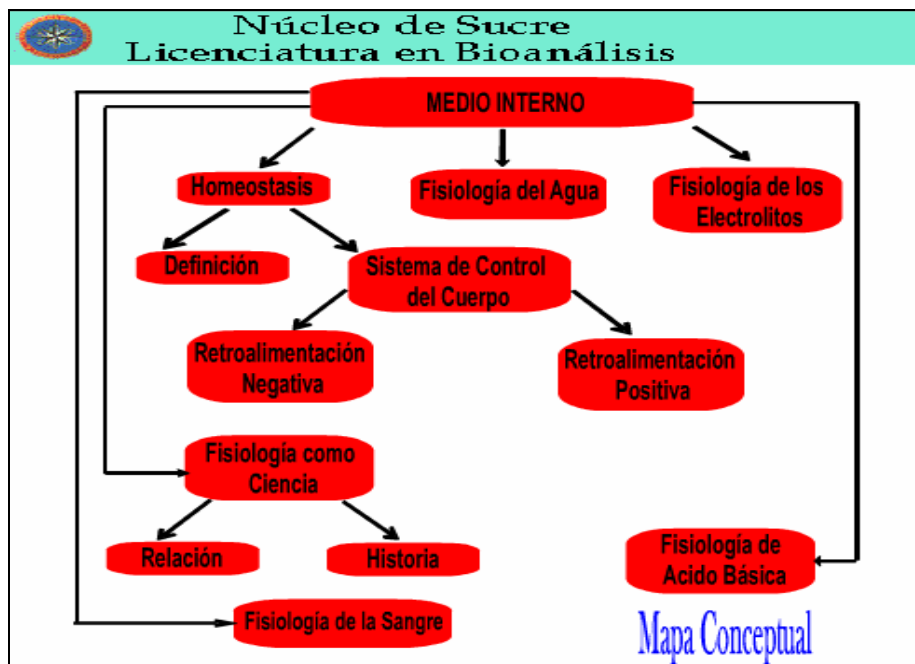 Núcleo de Sucre
Licenciatura en Bioanálisis
MEDIO INTERNO
Homeostasis
Fisiología del Agua
Fisiología de los
Electrolitos
Definición
Sistema de Control
del Cuerpo
Retroalimentación
Negativa
Retroalimentación
Positiva
Fisiología como
Ciencia
Relación
Historia
Fisiología de
Acido Básica
Fisiología de la Sangre
Mapa Conceptual